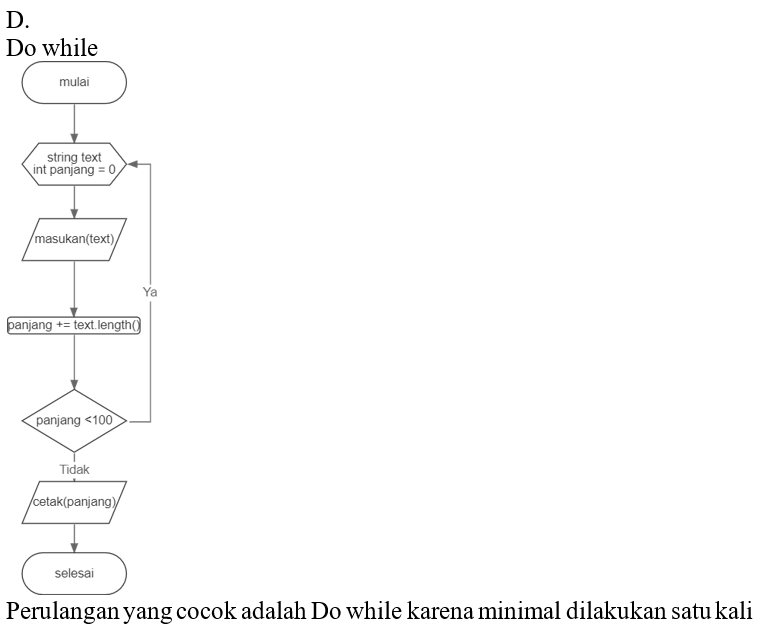 D.
Do while
mulai
string text
int panjang = 0
masukan(text)
Ya
panjang += text.length()
panjang <100
Tidak
cetak(panjang)
selesai
Perulangan yang cocok adalah Do while karena minimal dilakukan satu kali